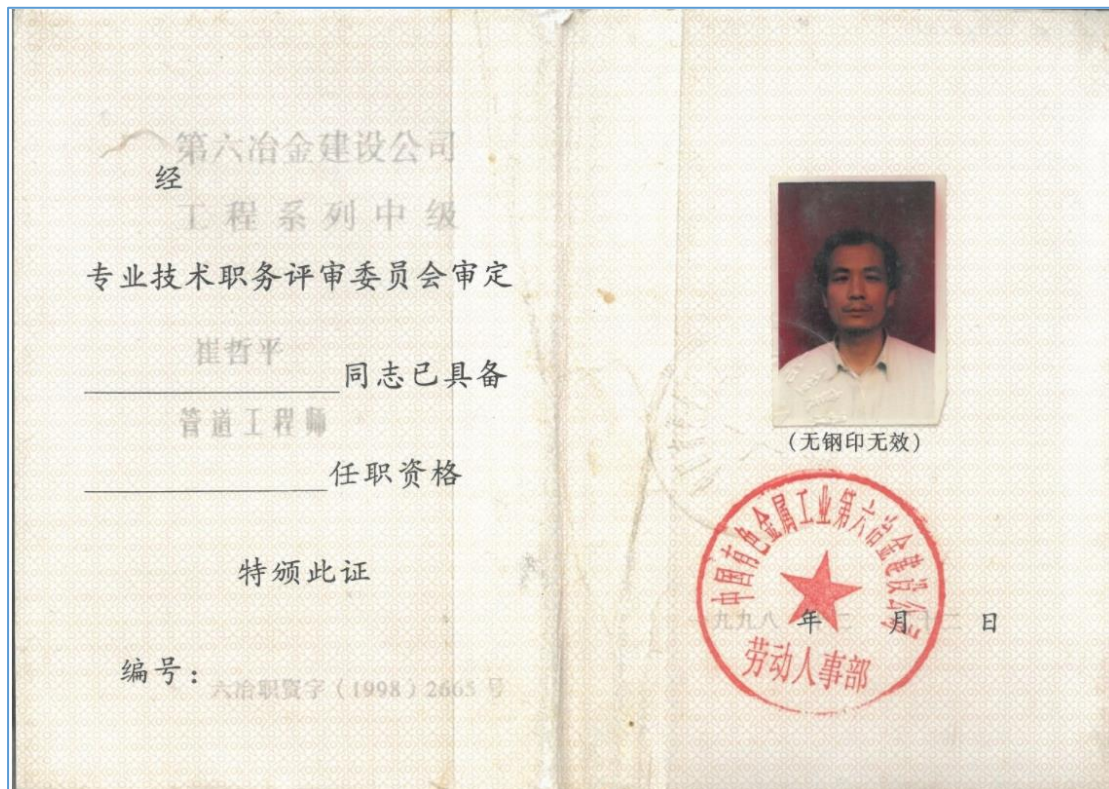 第六冶金建设公司
经
工程系列中级
专业技术职务评审委员会审定
崔哲平
同志已具备
管道工程师
任职资格
特颁此证
编号：六冶职资字（1998）2665号
（无钢印无效）
中国有色金属工业第六冶金建设公司
劳动人事部
一九九八年十二月十二日